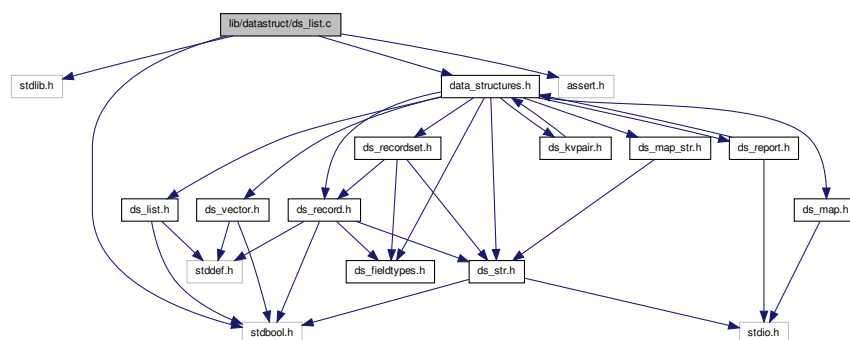 lib/datastruct/ds_list.c
stdlib.h
data_structures.h
assert.h
ds_recordset.h
ds_kvpair.h
ds_map_str.h
ds_report.h
ds_list.h
ds_vector.h
ds_record.h
ds_map.h
stddef.h
ds_fieldtypes.h
ds_str.h
stdbool.h
stdio.h